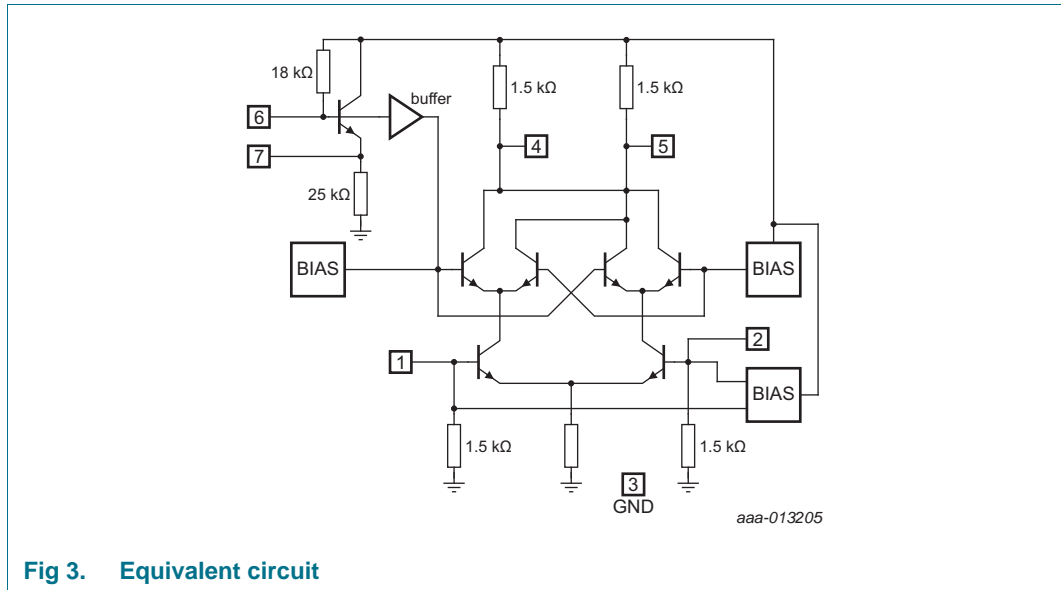 18 kΩ
1.5 kΩ
1.5 kΩ
buffer
6
4
5
7
25 kΩ
BIAS
BIAS
2
1
BIAS
1.5 kΩ
1.5 kΩ
3
GND
aaa-013205
Fig 3. Equivalent circuit